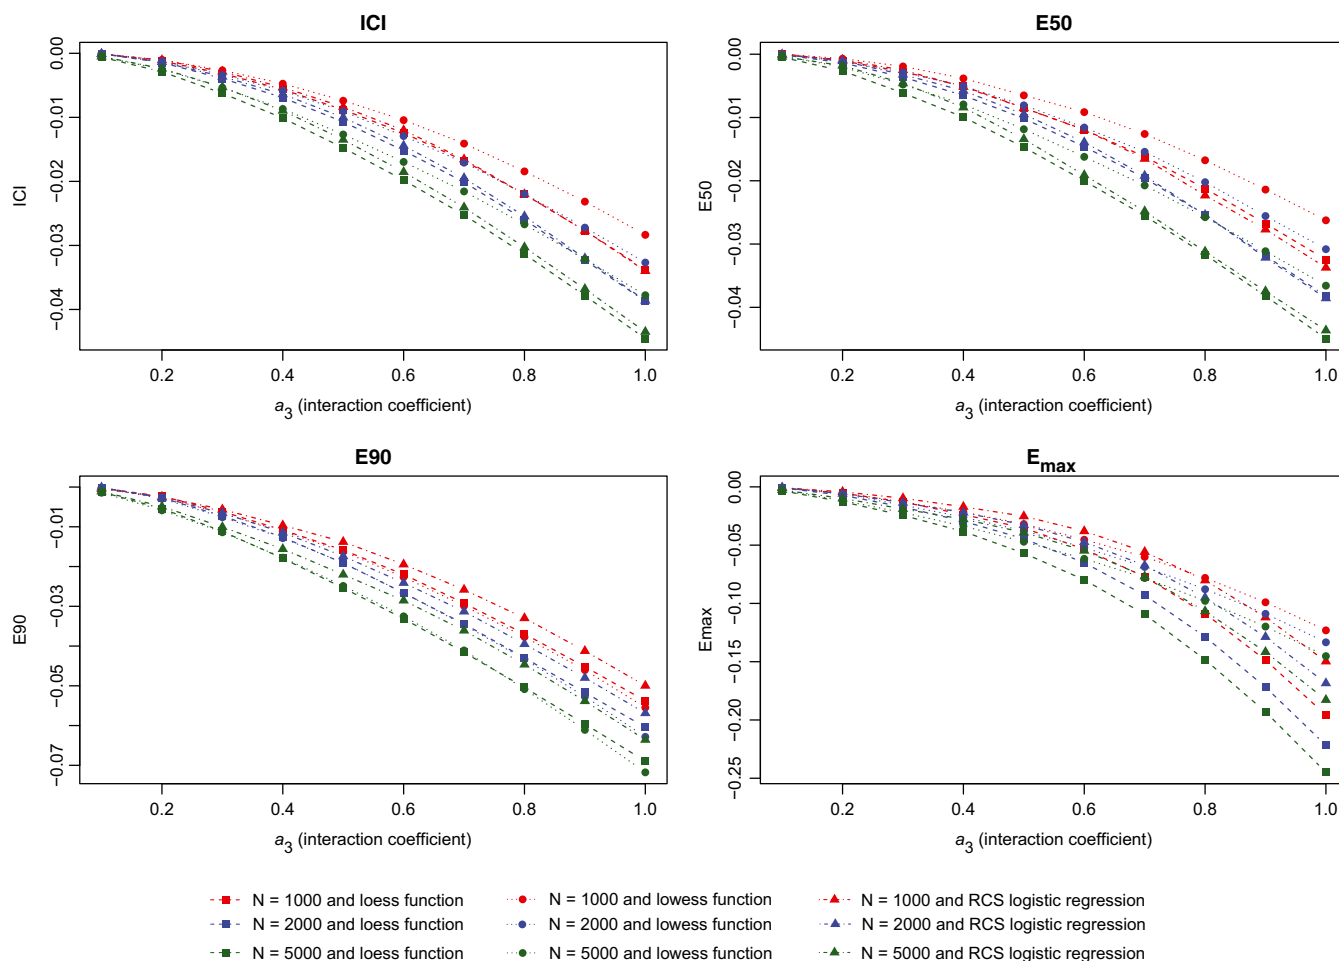 ICI
0.00
−0.01
−0.02
−0.03
−0.04
ICI
0.2 0.4 0.6 0.8 1.0
a3 (interaction coefficient)
E50
0.00
−0.01
−0.02
−0.03
−0.04
E50
0.2 0.4 0.6 0.8 1.0
a3 (interaction coefficient)
E90
−0.01
−0.03
−0.05
−0.07
E90
0.2 0.4 0.6 0.8 1.0
a3 (interaction coefficient)
Emax
0.00
−0.05
−0.10
−0.15
−0.20
−0.25
Emax
0.2 0.4 0.6 0.8 1.0
a3 (interaction coefficient)
N = 1000 and loess function
N = 2000 and loess function
N = 5000 and loess function
N = 1000 and lowess function
N = 2000 and lowess function
N = 5000 and lowess function
N = 1000 and RCS logistic regression
N = 2000 and RCS logistic regression
N = 5000 and RCS logistic regression